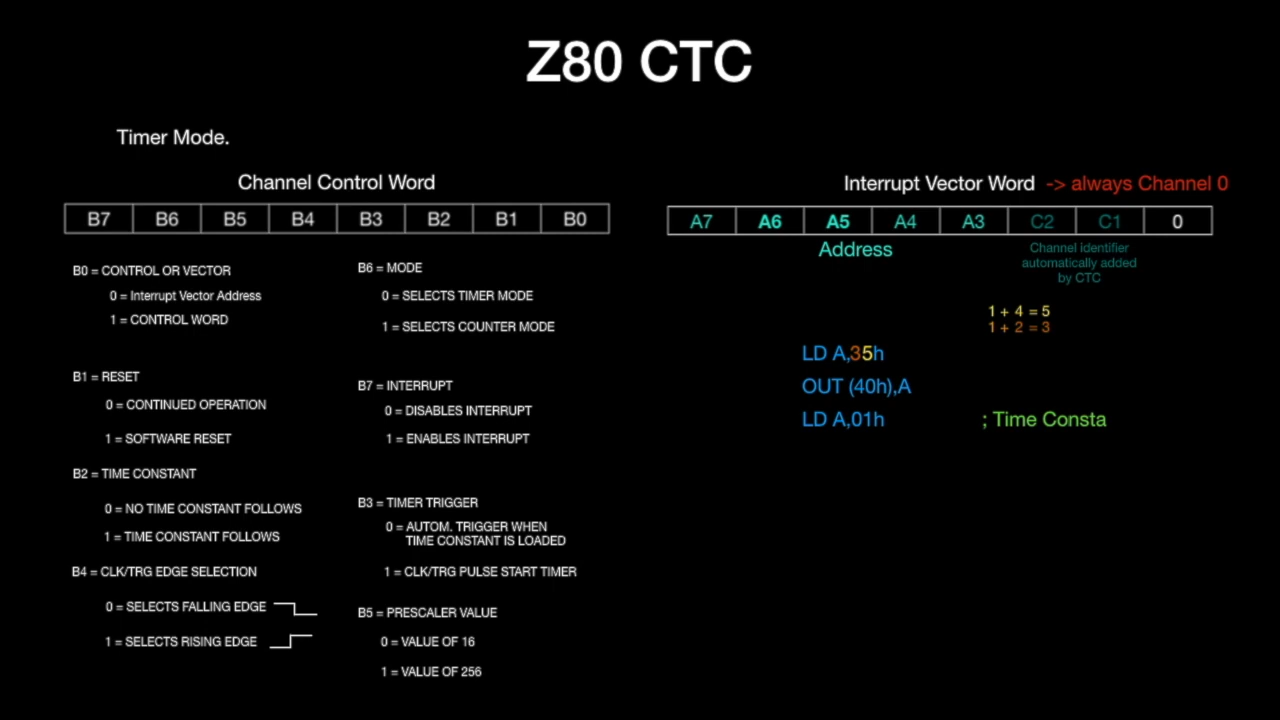 Z80 CTC
Timer Mode.
Channel Control Word
B7 B6 B5 B4 B3 B2 B1 B0
B0 = CONTROL OR VECTOR
0 = Interrupt Vector Address
1 = CONTROL WORD
B1 = RESET
0 = CONTINUED OPERATION
1 = SOFTWARE RESET
B2 = TIME CONSTANT
0 = NO TIME CONSTANT FOLLOWS
1 = TIME CONSTANT FOLLOWS
B4 = CLK/TRG EDGE SELECTION
0 = SELECTS FALLING EDGE
1 = SELECTS RISING EDGE
B6 = MODE
0 = SELECTS TIMER MODE
1 = SELECTS COUNTER MODE
B7 = INTERRUPT
0 = DISABLES INTERRUPT
1 = ENABLES INTERRUPT
B3 = TIMER TRIGGER
0 = AUTOM. TRIGGER WHEN
TIME CONSTANT IS LOADED
1 = CLK/TRG PULSE START TIMER
B5 = PRESCALER VALUE
0 = VALUE OF 16
1 = VALUE OF 256
Interrupt Vector Word -> always Channel 0
A7 A6 A5 A4 A3 C2 C1 0
Address
Channel identifier
automatically added
by CTC
1 + 4 = 5
1 + 2 = 3
LD A,35h
OUT (40h),A
LD A,01h ; Time Consta